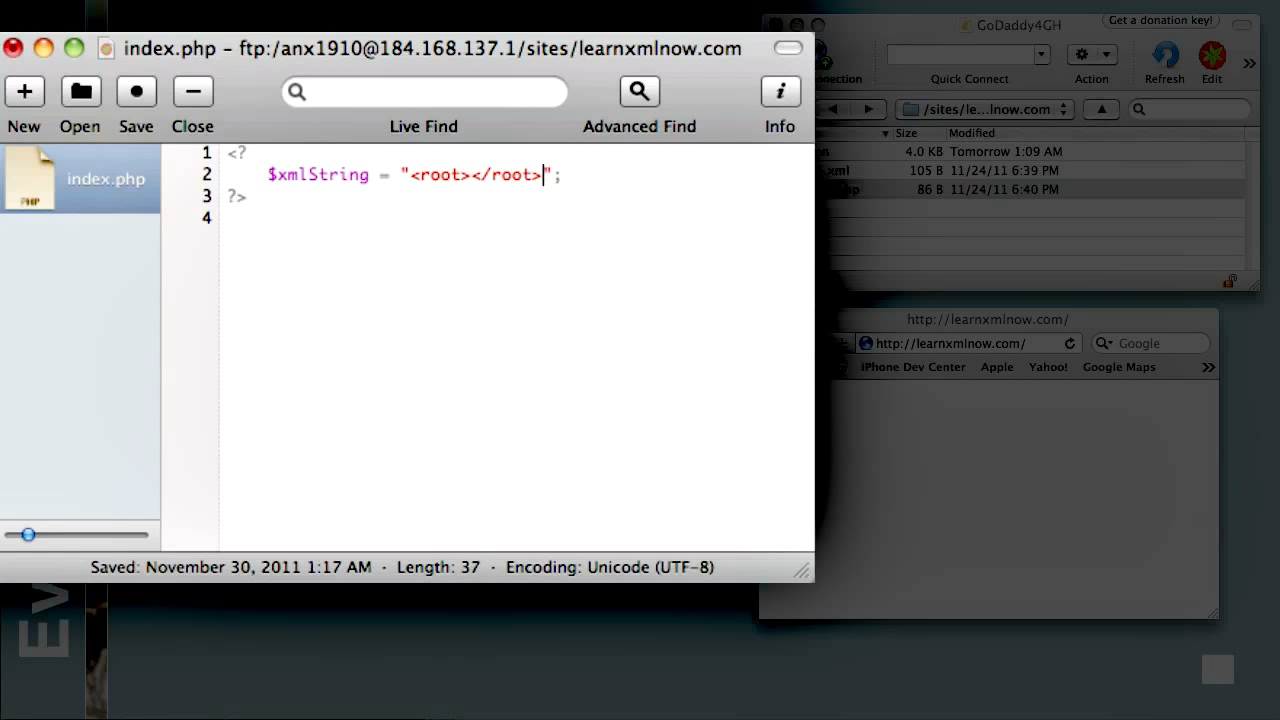 index.php – ftp:/anx1910@184.168.137.1/sites/learnxmlnow.com
New Open Save Close Live Find Advanced Find Info
index.php
PHP
1 <?
2 $xmlString = "<root></root>";
3 ?>
4
Saved: November 30, 2011 1:17 AM · Length: 37 · Encoding: Unicode (UTF-8)
GoDaddy4GH
Get a donation key!
Quick Connect Action Refresh Edit
/sites/le...lnow.com
Size Modified
4.0 KB Tomorrow 1:09 AM
105 B 11/24/11 6:39 PM
86 B 11/24/11 6:40 PM
http://learnxmlnow.com/
http://learnxmlnow.com/ Google
iPhone Dev Center Apple Yahoo! Google Maps